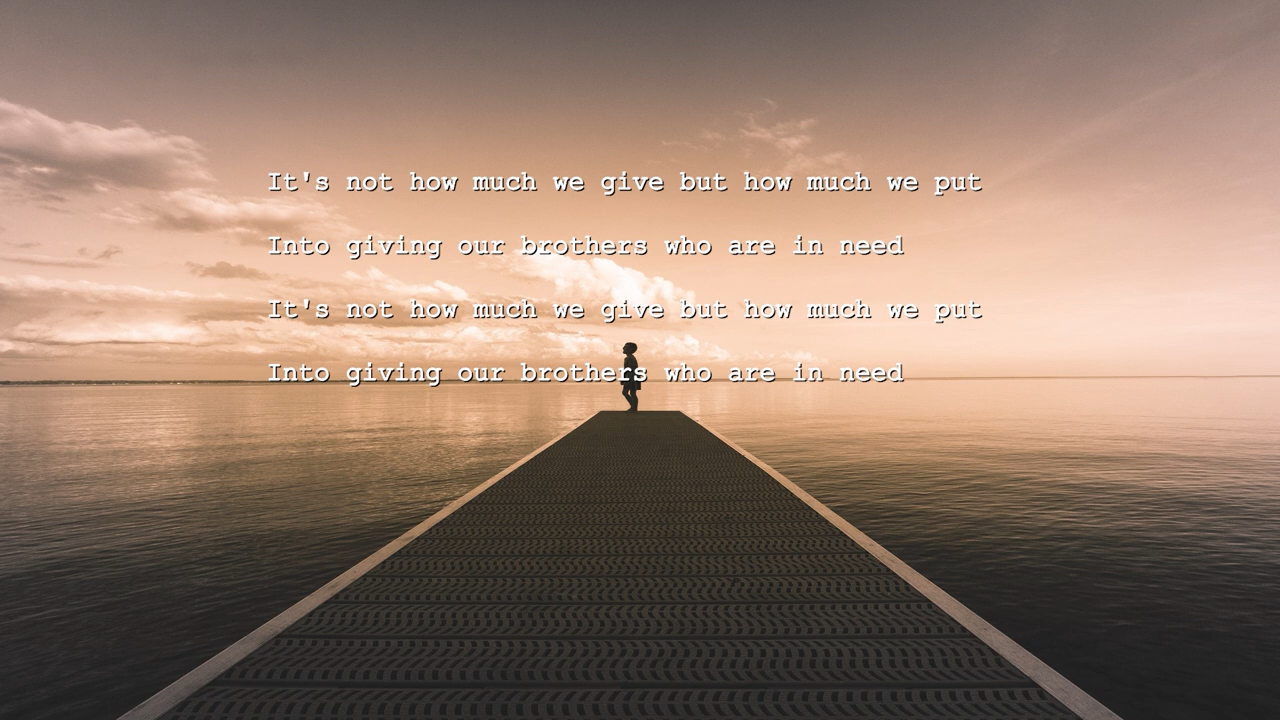 It's not how much we give but how much we put
Into giving our brothers who are in need
It's not how much we give but how much we put
Into giving our brothers who are in need